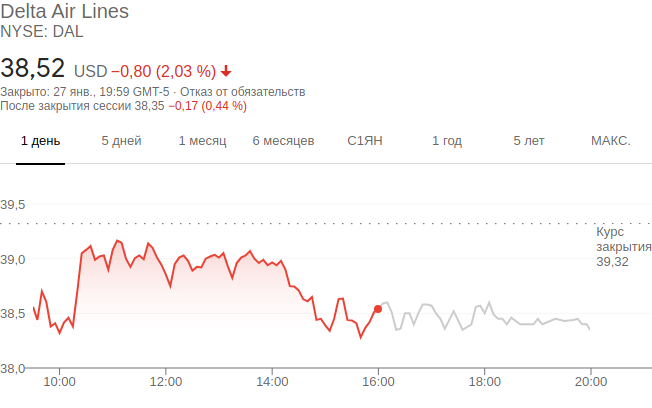 Delta Air Lines
NYSE: DAL
38,52 USD −0,80 (2,03 %)
Закрыто: 27 янв., 19:59 GMT-5 · Отказ от обязательств
После закрытия сессии 38,35 −0,17 (0,44 %)
1 день 5 дней 1 месяц 6 месяцев С1ЯН 1 год 5 лет МАКС.
39,5
Курс
закрытия
39,32
39,0
38,5
38,0
10:00 12:00 14:00 16:00 18:00 20:00